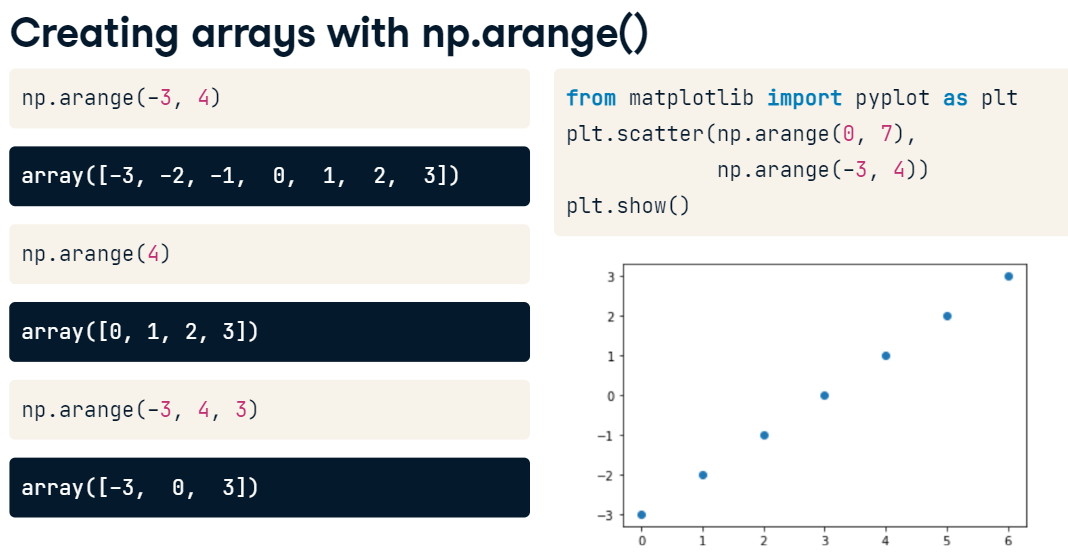 Creating arrays with np.arange()
np.arange(-3, 4)
array([-3, -2, -1,  0,  1,  2,  3])
np.arange(4)
array([0, 1, 2, 3])
np.arange(-3, 4, 3)
array([-3,  0,  3])
from matplotlib import pyplot as plt
plt.scatter(np.arange(0, 7),
            np.arange(-3, 4))
plt.show()
3
2
1
0
−1
−2
−3
0 1 2 3 4 5 6